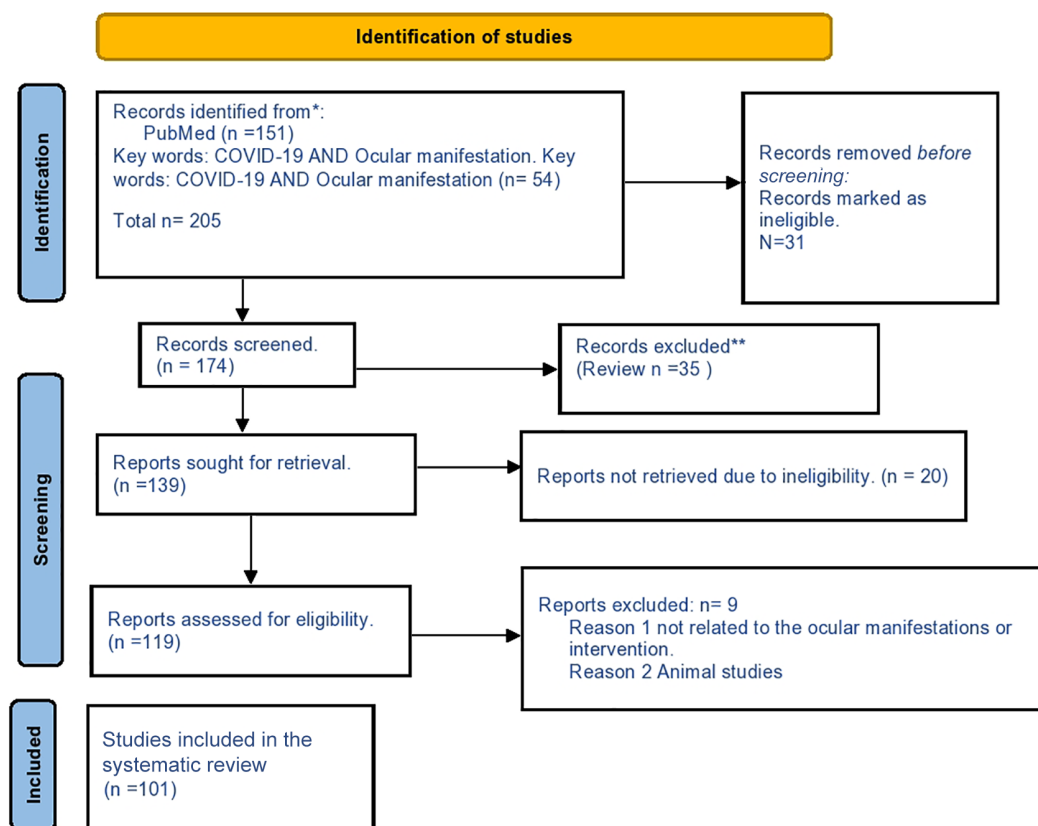 Identification of studies
Identification
Records identified from*:
PubMed (n =151)
Key words: COVID-19 AND Ocular manifestation. Key
words: COVID-19 AND Ocular manifestation (n= 54)
Total n= 205
Records removed before
screening:
Records marked as
ineligible.
N=31
Screening
Records screened.
(n = 174)
Records excluded**
(Review n =35 )
Reports sought for retrieval.
(n =139)
Reports not retrieved due to ineligibility. (n = 20)
Reports assessed for eligibility.
(n =119)
Reports excluded: n= 9
Reason 1 not related to the ocular manifestations or
intervention.
Reason 2 Animal studies
Included
Studies included in the
systematic review
(n =101)